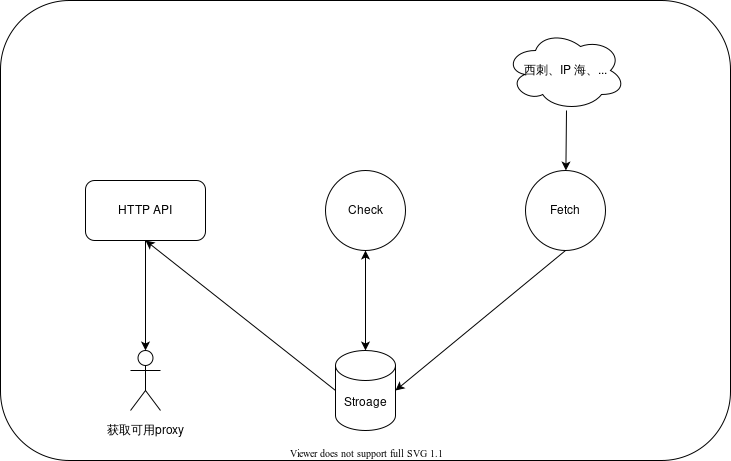 西刺、IP 海、...
HTTP API
Check
Fetch
Stroage
获取可用proxy
Viewer does not support full SVG 1.1